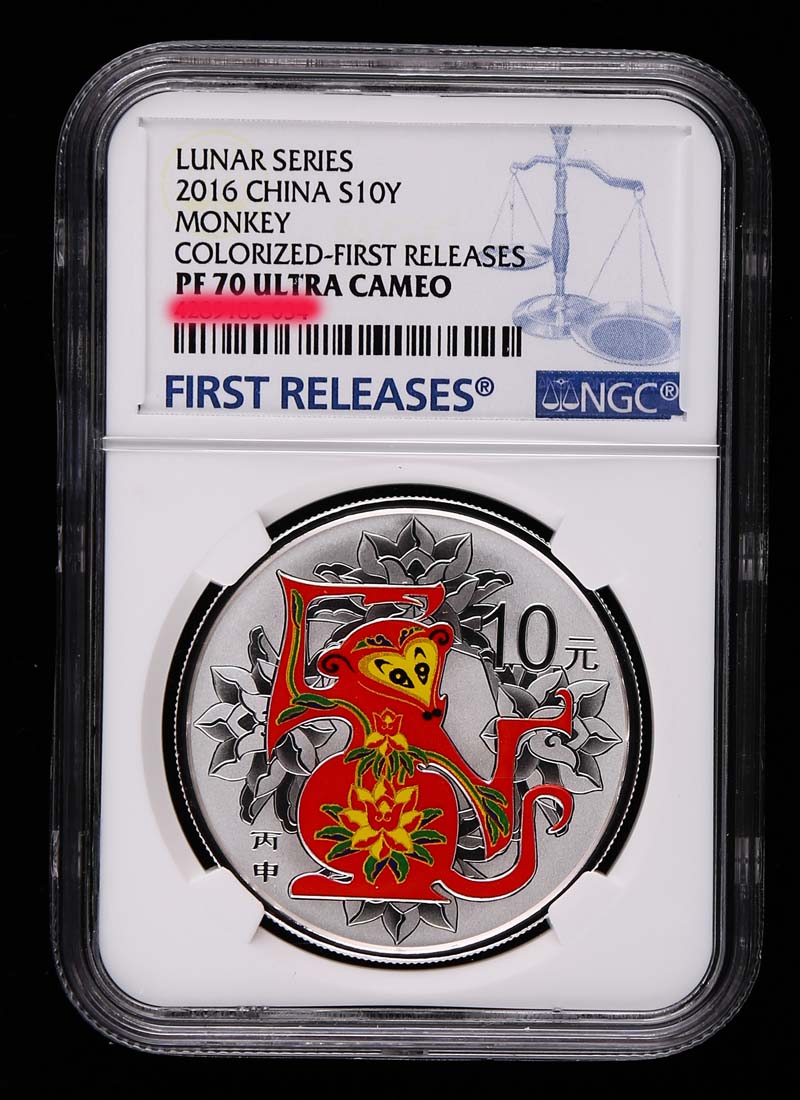 LUNAR SERIES
2016 CHINA S10Y
MONKEY
COLORIZED-FIRST RELEASES
PF 70 ULTRA CAMEO
FIRST RELEASES®
NGC®
10元
丙申